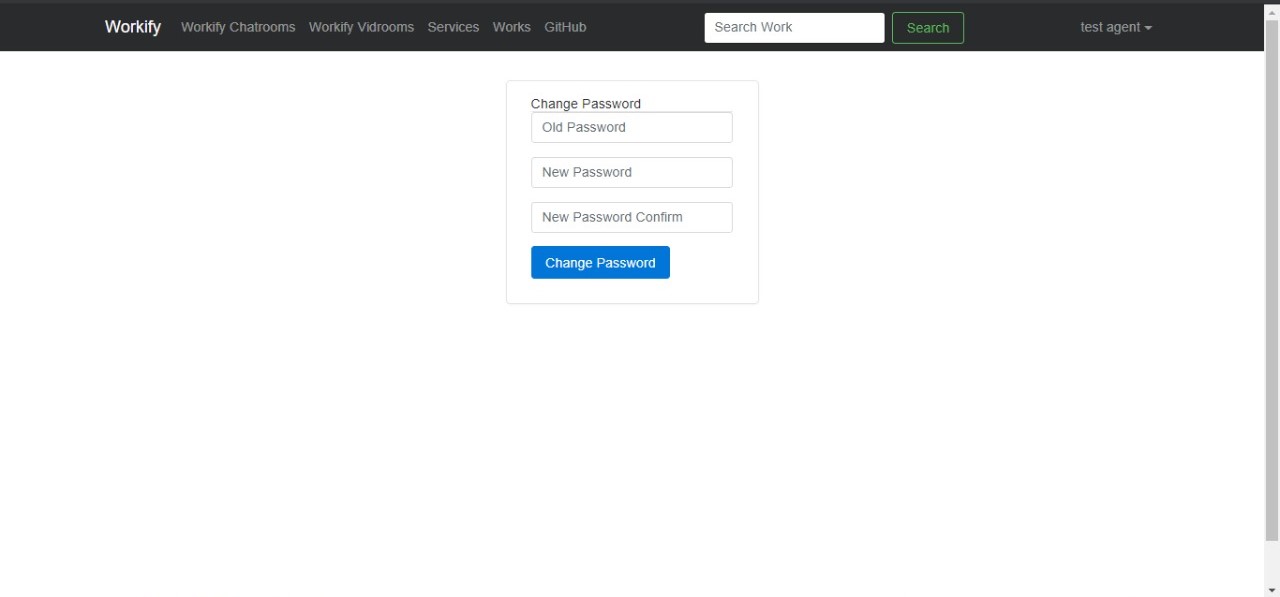 Workify Workify Chatrooms Workify Vidrooms Services Works GitHub Search Work Search test agent
Change Password
Old Password
New Password
New Password Confirm
Change Password